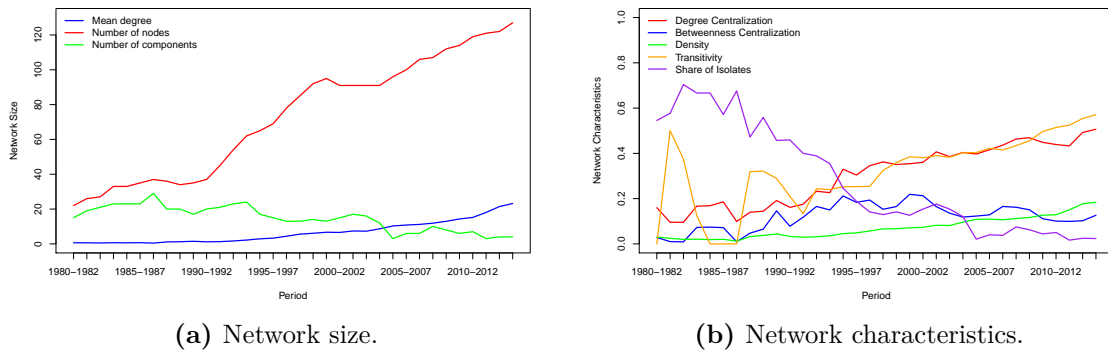 Mean degree
Number of nodes
Number of components
Network Size
0
20
40
60
80
100
120
1980−1982
1985−1987
1990−1992
1995−1997
2000−2002
2005−2007
2010−2012
Period
(a) Network size.
Degree Centralization
Betweenness Centralization
Density
Transitivity
Share of Isolates
Network Characteristics
0.0
0.2
0.4
0.6
0.8
1.0
1980−1982
1985−1987
1990−1992
1995−1997
2000−2002
2005−2007
2010−2012
Period
(b) Network characteristics.